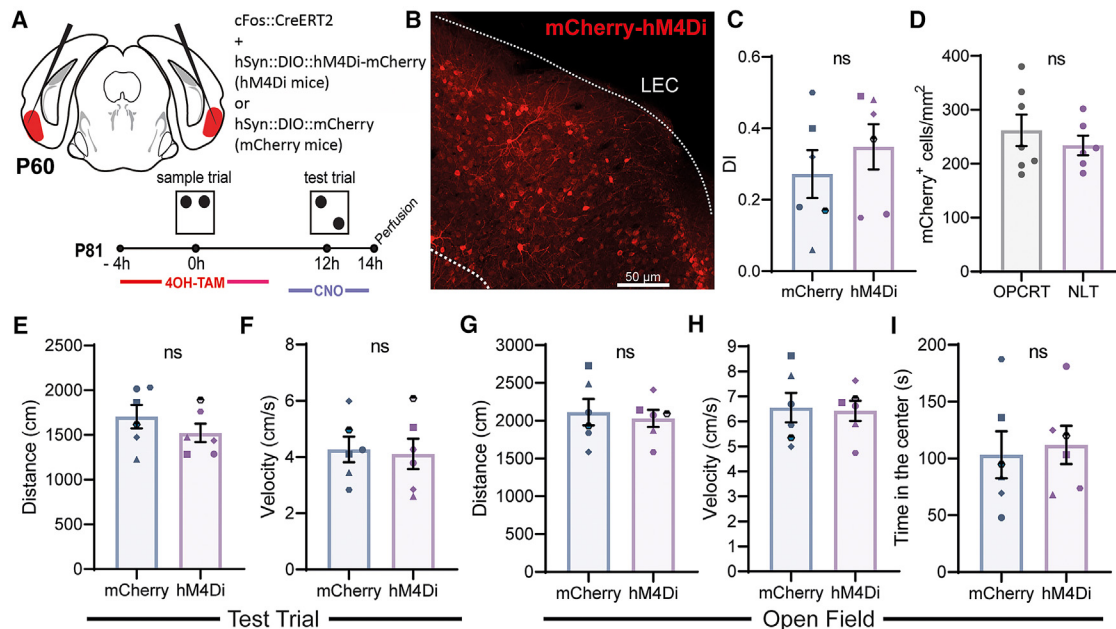 A
cFos::CreERT2
+
hSyn::DIO::hM4Di-mCherry
(hM4Di mice)
or
hSyn::DIO::mCherry
(mCherry mice)
P60
sample trial
test trial
P81
- 4h
0h
12h
14h
Perfusion
4OH-TAM
CNO
B
mCherry-hM4Di
LEC
50 µm
C
ns
DI
0.6
0.4
0.2
0.0
mCherry hM4Di
D
ns
mCherry+ cells/mm²
400
300
200
100
0
OPCRT NLT
E
ns
Distance (cm)
2500
2000
1500
1000
500
0
mCherry hM4Di
F
ns
Velocity (cm/s)
8
6
4
2
0
mCherry hM4Di
Test Trial
G
ns
Distance (cm)
3000
2500
2000
1500
1000
500
0
mCherry hM4Di
H
Velocity (cm/s)
9
8
7
6
5
4
3
2
1
0
mCherry hM4Di
I
ns
Time in the center (s)
200
150
100
50
0
mCherry hM4Di
Open Field